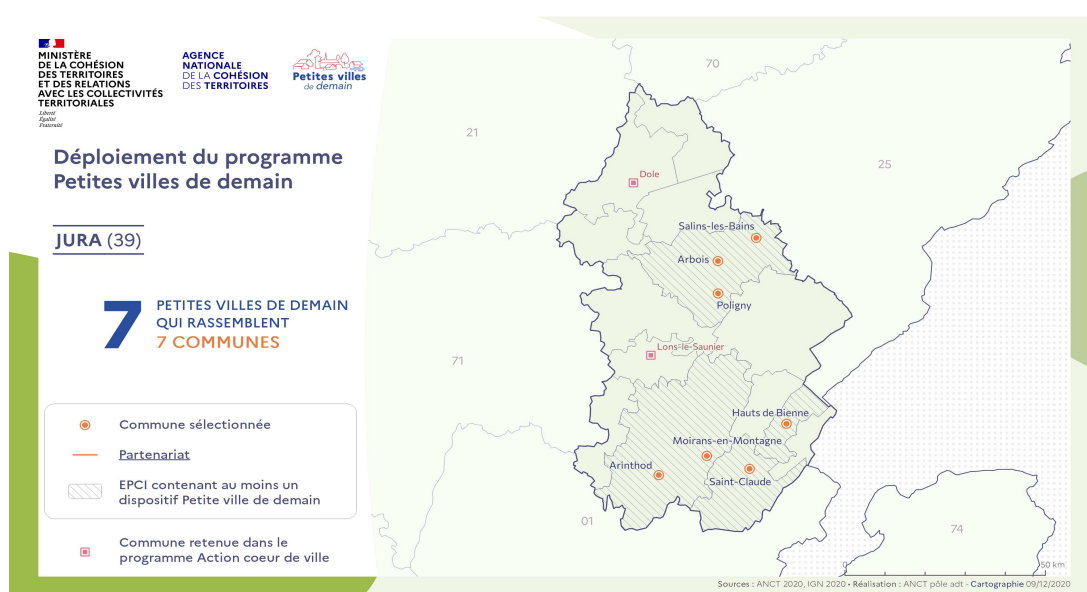 MINISTÈRE
DE LA COHÉSION
DES TERRITOIRES
ET DES RELATIONS
AVEC LES COLLECTIVITÉS
TERRITORIALES
Liberté
Égalité
Fraternité
AGENCE
NATIONALE
DE LA COHÉSION
DES TERRITOIRES
Petites villes
de demain
Déploiement du programme
Petites villes de demain
JURA (39)
7
PETITES VILLES DE DEMAIN
QUI RASSEMBLENT
7 COMMUNES
Commune sélectionnée
Partenariat
EPCI contenant au moins un
dispositif Petite ville de demain
Commune retenue dans le
programme Action coeur de ville
70
21
25
Dole
Salins-les-Bains
Arbois
Poligny
Lons-le-Saunier
71
Hauts de Bienne
Moirans-en-Montagne
Arinthod
Saint-Claude
01
74
0
50 km
Sources : ANCT 2020, IGN 2020 • Réalisation : ANCT pôle adt - Cartographie 09/12/2020